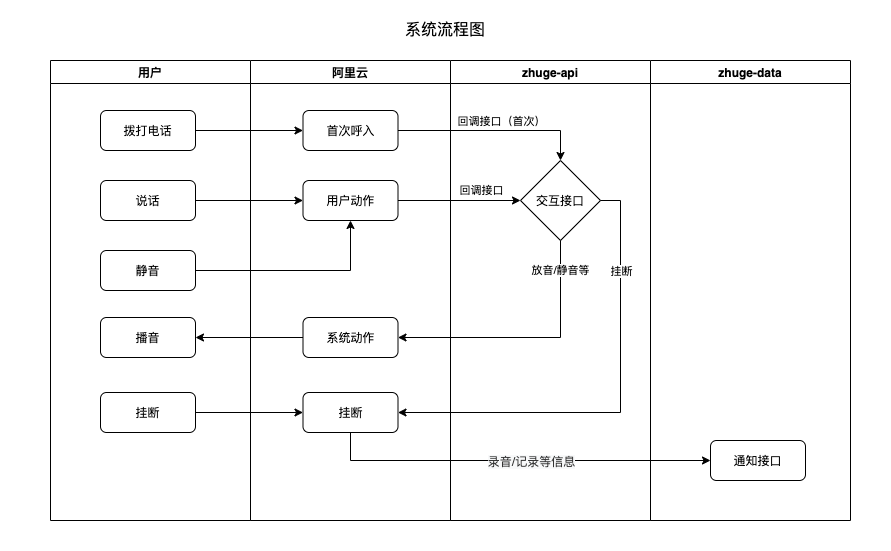 系统流程图
用户
阿里云
zhuge-api
zhuge-data
拨打电话
首次呼入
回调接口（首次）
说话
用户动作
回调接口
交互接口
静音
放音/静音等
挂断
播音
系统动作
挂断
挂断
录音/记录等信息
通知接口